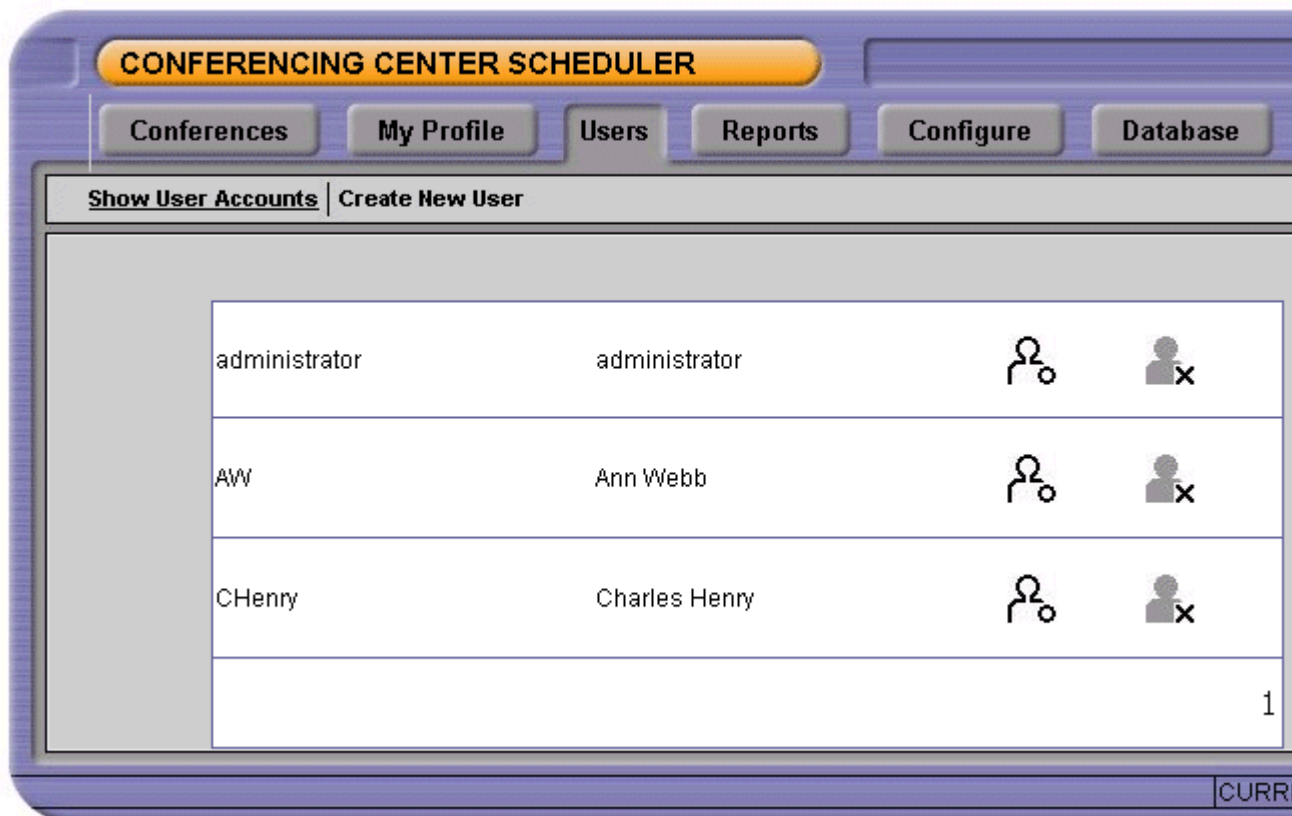 CONFERENCING CENTER SCHEDULER
Conferences My Profile Users Reports Configure Database
Show User Accounts Create New User
administrator administrator
AW Ann Webb
CHenry Charles Henry
1